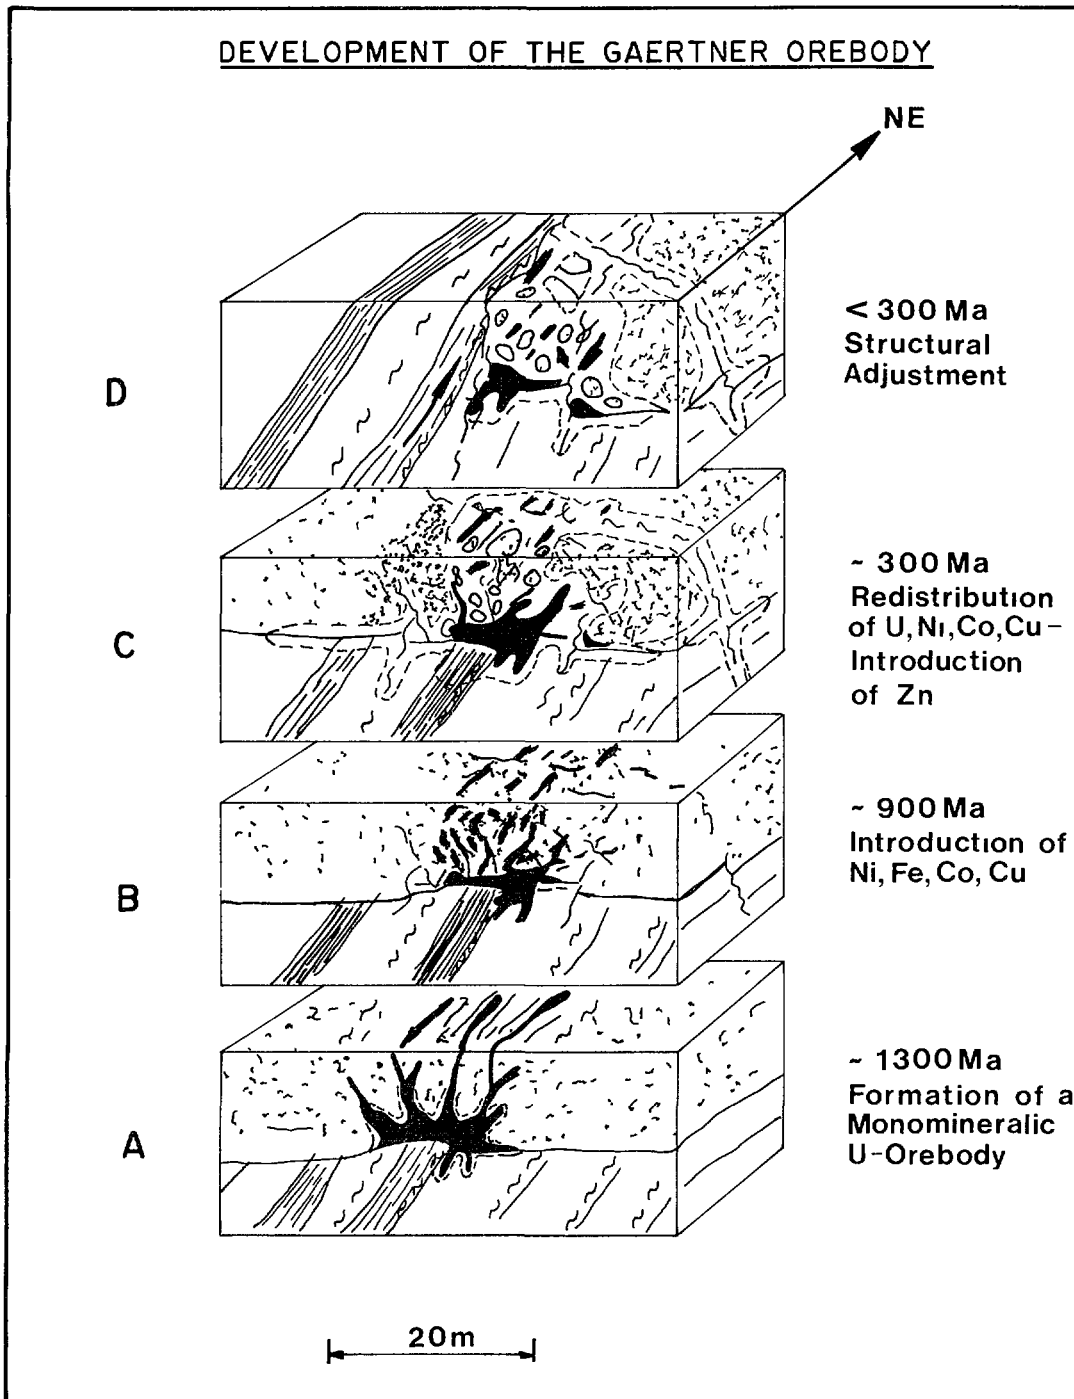 DEVELOPMENT OF THE GAERTNER OREBODY
NE
D
< 300 Ma
Structural
Adjustment
C
~ 300 Ma
Redistribution
of U, Ni, Co, Cu –
Introduction
of Zn
B
~ 900 Ma
Introduction of
Ni, Fe, Co, Cu
A
~ 1300 Ma
Formation of a
Monomineralic
U-Orebody
20m